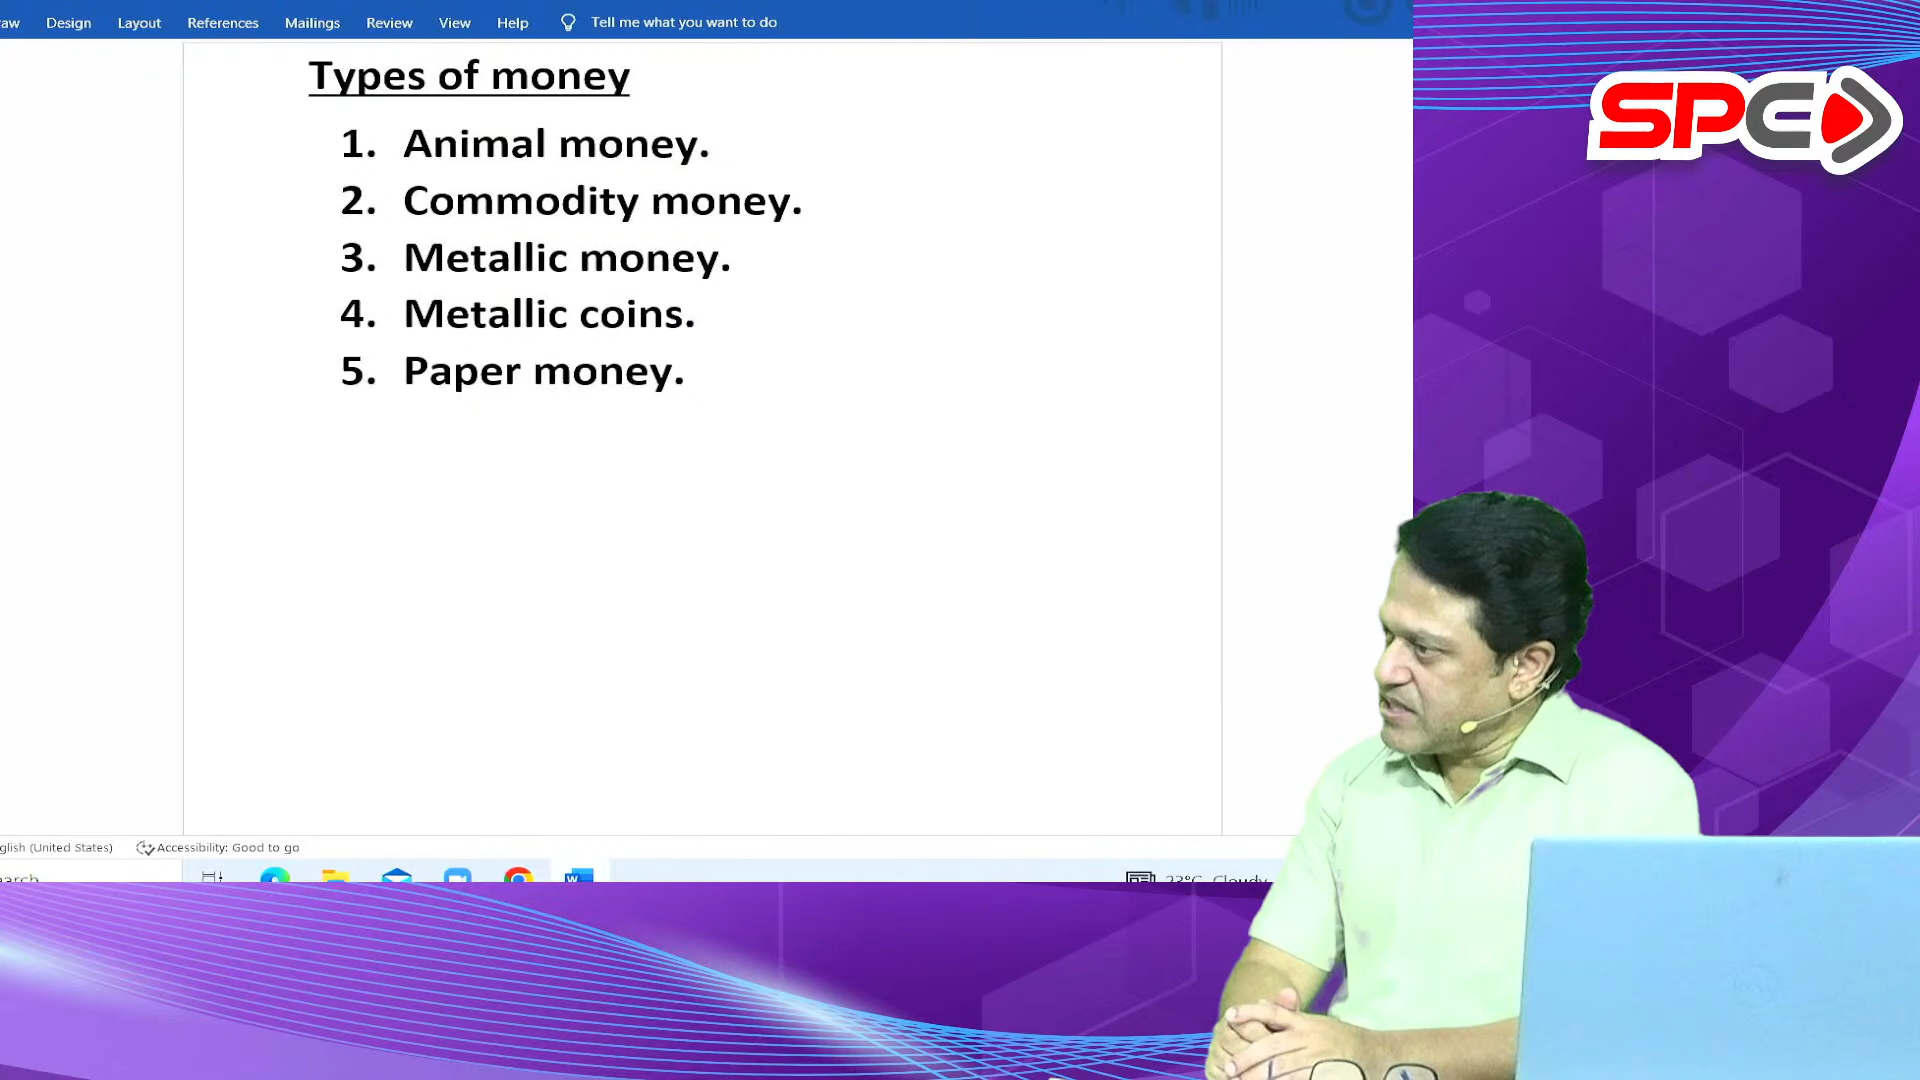 Design Layout References Mailings Review View Help Tell me what you want to do
SPE
Types of money
1. Animal money.
2. Commodity money.
3. Metallic money.
4. Metallic coins.
5. Paper money.
(United States) Accessibility: Good to go
23°C Cloudy